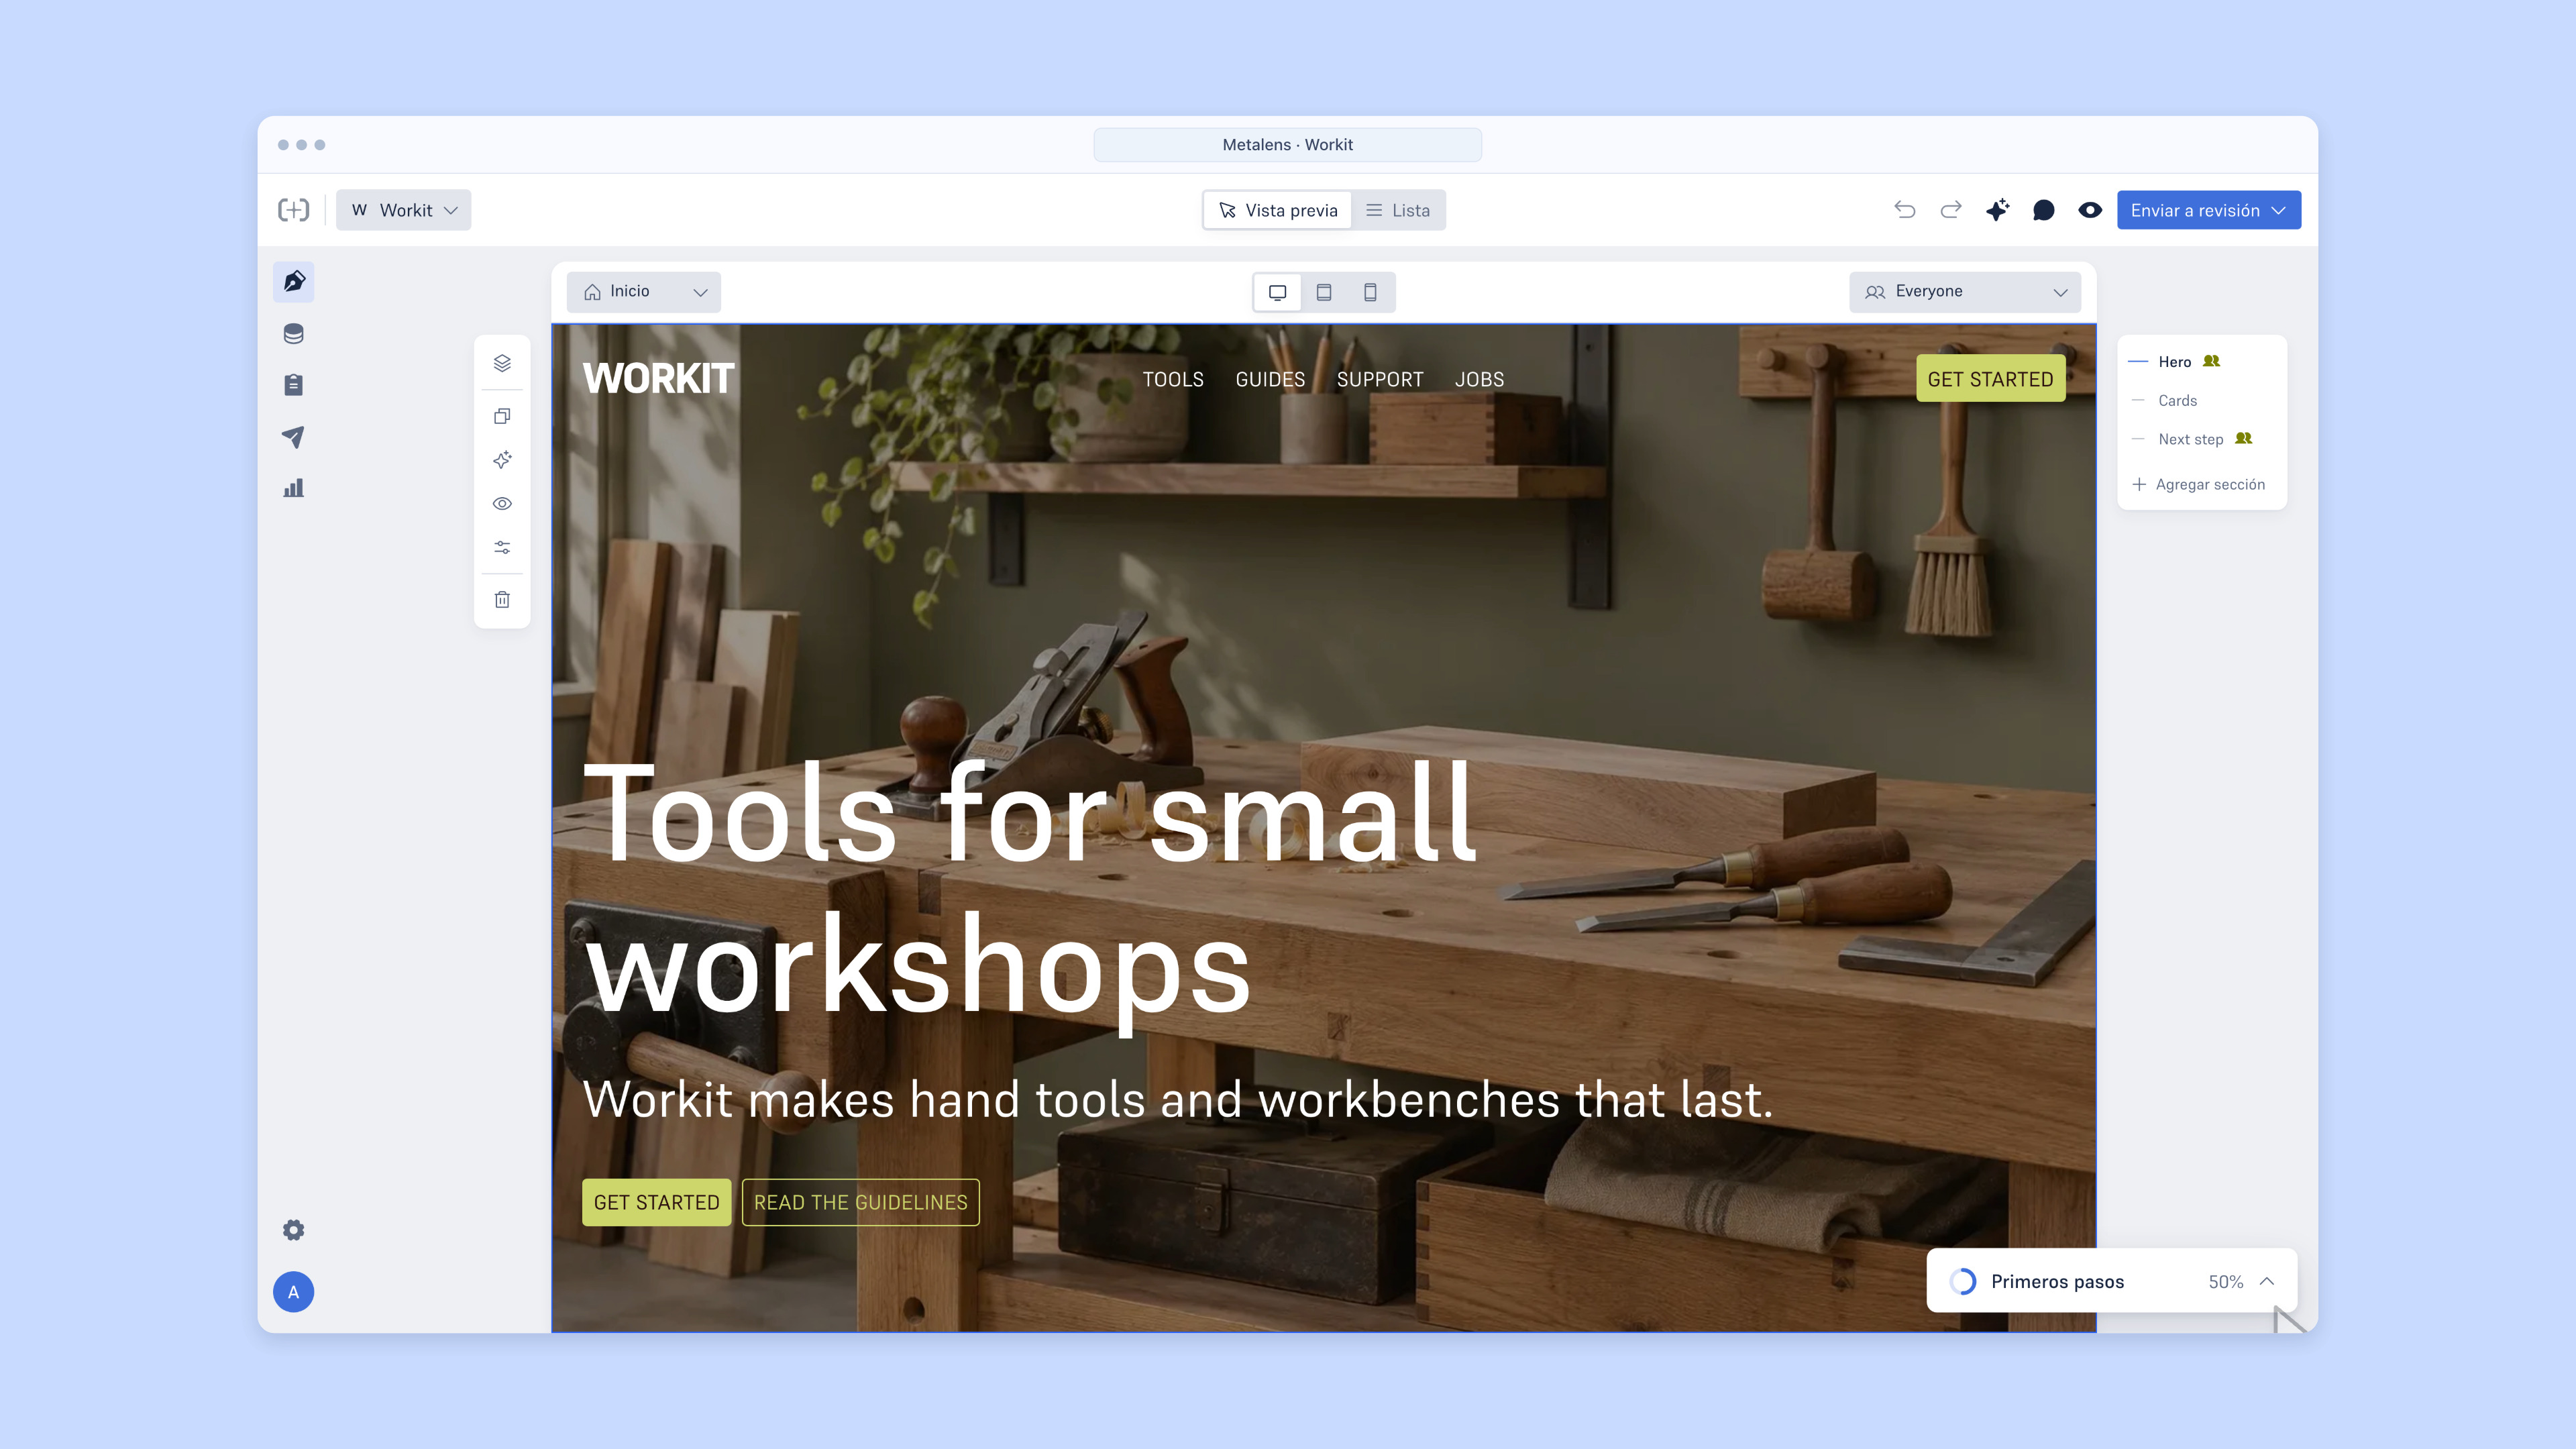 Metalens · Workit
W Workit
Vista previa
Lista
Enviar a revisión
Inicio
Everyone
WORKIT
TOOLS GUIDES SUPPORT JOBS
GET STARTED
Hero
Cards
Next step
Agregar sección
Tools for small
workshops
Workit makes hand tools and workbenches that last.
GET STARTED
READ THE GUIDELINES
Primeros pasos 50%
A